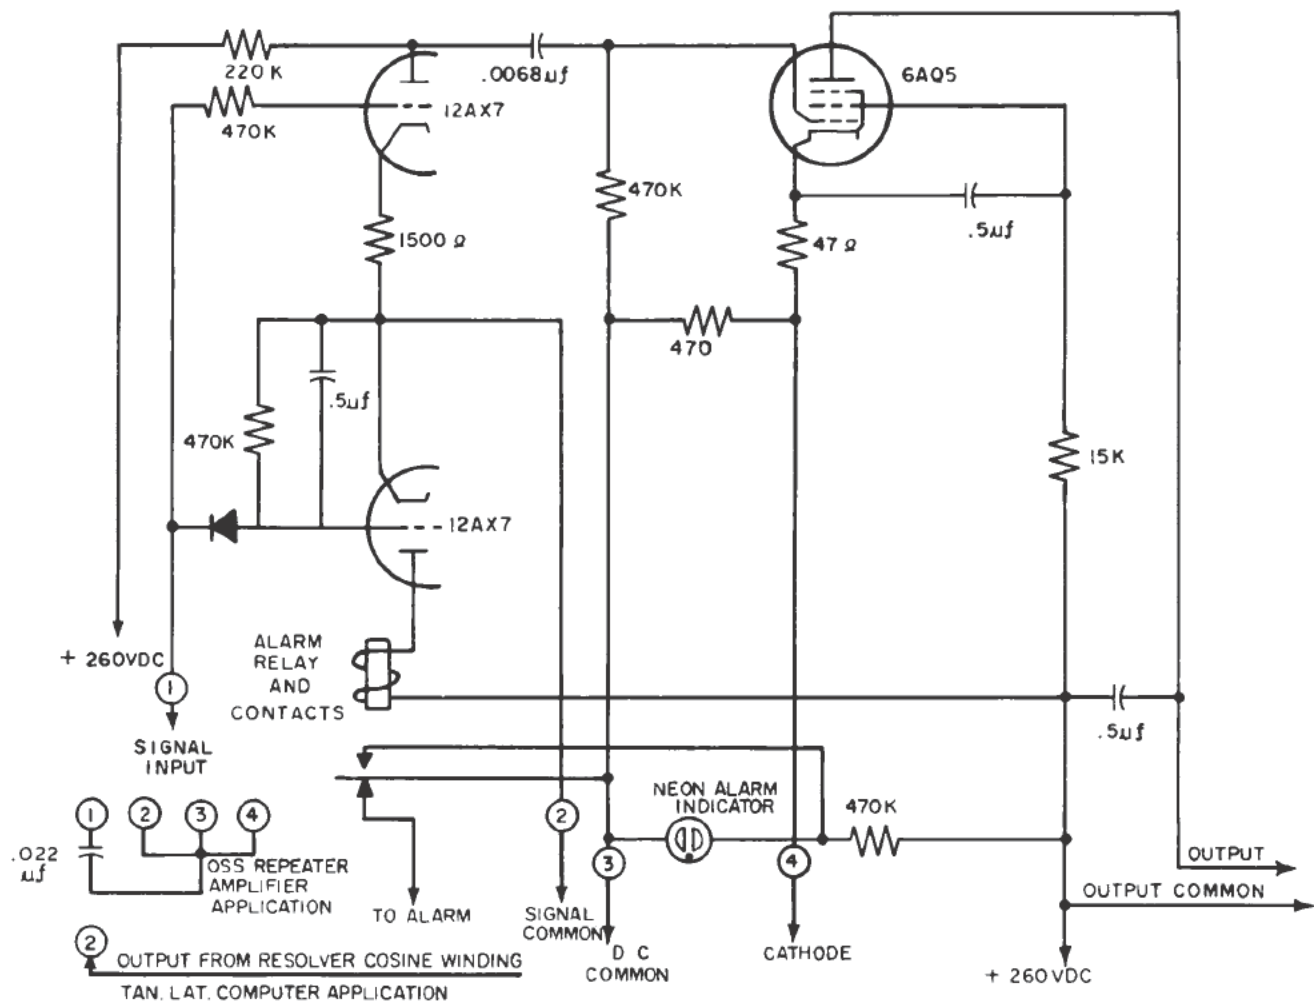 220K
.0068µf
6AQ5
12AX7
470K
470K
1500Ω
47Ω
.5µf
470
.5µf
470K
15K
12AX7
+ 260VDC
ALARM
RELAY
AND
CONTACTS
1
SIGNAL
INPUT
.5µf
NEON ALARM
INDICATOR
470K
1
2
3
4
2
3
4
.022
µf
OSS REPEATER
AMPLIFIER
APPLICATION
TO ALARM
SIGNAL
COMMON
D C
COMMON
CATHODE
OUTPUT
OUTPUT COMMON
+ 260VDC
2
OUTPUT FROM RESOLVER COSINE WINDING
TAN. LAT. COMPUTER APPLICATION